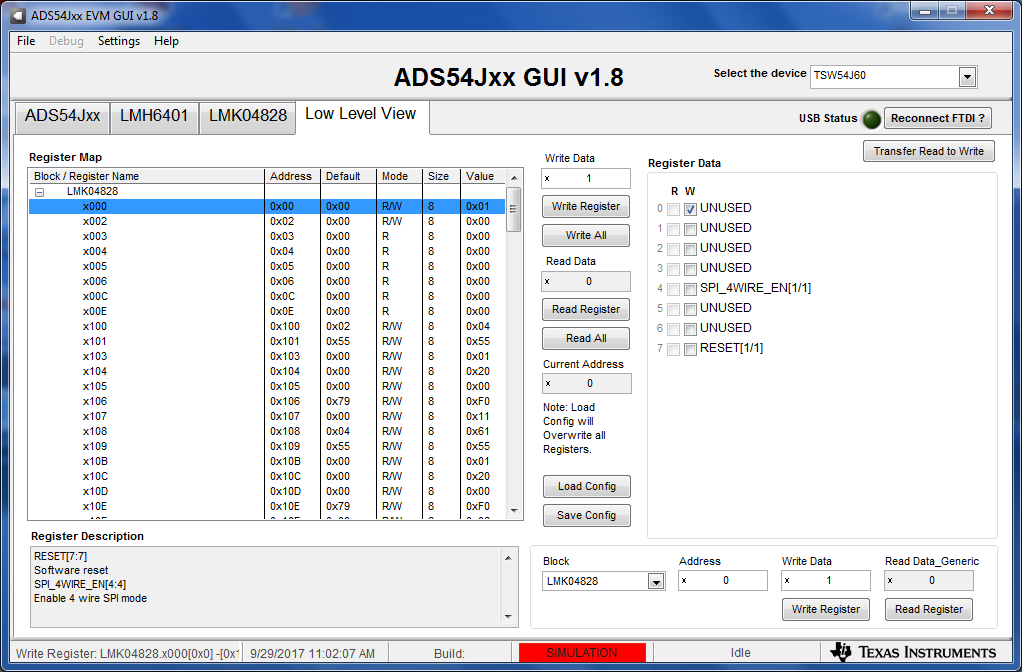 ADS54Jxx EVM GUI v1.8
File Debug Settings Help
ADS54Jxx GUI v1.8
Select the device TSW54J60
ADS54Jxx LMH6401 LMK04828 Low Level View
USB Status Reconnect FTDI ?
Transfer Read to Write
Register Map
Block / Register Name Address Default Mode Size Value
LMK04828
x000 0x00 0x00 R/W 8 0x01
x002 0x02 0x00 R/W 8 0x00
x003 0x03 0x00 R 8 0x00
x004 0x04 0x00 R 8 0x00
x005 0x05 0x00 R 8 0x00
x006 0x06 0x00 R 8 0x00
x00C 0x0C 0x00 R 8 0x00
x00E 0x0E 0x00 R 8 0x00
x100 0x100 0x02 R/W 8 0x04
x101 0x101 0x55 R/W 8 0x55
x103 0x103 0x00 R/W 8 0x01
x104 0x104 0x00 R/W 8 0x20
x105 0x105 0x00 R/W 8 0x00
x106 0x106 0x79 R/W 8 0xF0
x107 0x107 0x00 R/W 8 0x11
x108 0x108 0x04 R/W 8 0x61
x109 0x109 0x55 R/W 8 0x55
x10B 0x10B 0x00 R/W 8 0x01
x10C 0x10C 0x00 R/W 8 0x20
x10D 0x10D 0x00 R/W 8 0x00
x10E 0x10E 0x79 R/W 8 0xF0
Write Data
x 1
Write Register
Write All
Read Data
x 0
Read Register
Read All
Current Address
x 0
Note: Load
Config will
Overwrite all
Registers.
Load Config
Save Config
Register Data
R W
0 UNUSED
1 UNUSED
2 UNUSED
3 UNUSED
4 SPI_4WIRE_EN[1/1]
5 UNUSED
6 UNUSED
7 RESET[1/1]
Register Description
RESET[7:7]
Software reset
SPI_4WIRE_EN[4:4]
Enable 4 wire SPI mode
Block Address Write Data Read Data_Generic
LMK04828 x 0 x 1 x 0
Write Register Read Register
Write Register: LMK04828.x000[0x0] -[0x 9/29/2017 11:02:07 AM Build: SIMULATION Idle TEXAS INSTRUMENTS